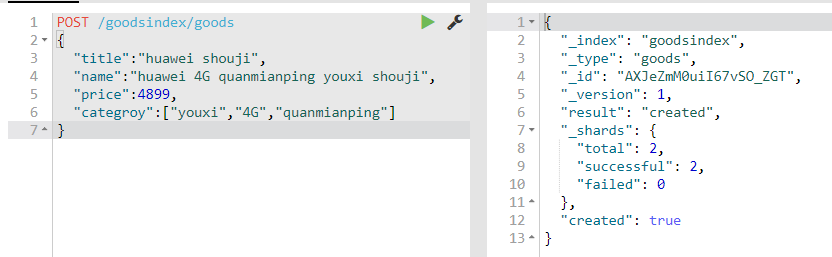 1 POST /goodsindex/goods
2 {
3 "title":"huawei shouji",
4 "name":"huawei 4G quanmianping youxi shouji",
5 "price":4899,
6 "categroy":["youxi","4G","quanmianping"]
7 }
1 {
2 "_index": "goodsindex",
3 "_type": "goods",
4 "_id": "AXJeZmM0uiI67vSO_ZGT",
5 "_version": 1,
6 "result": "created",
7 "_shards": {
8 "total": 2,
9 "successful": 2,
10 "failed": 0
11 },
12 "created": true
13 }